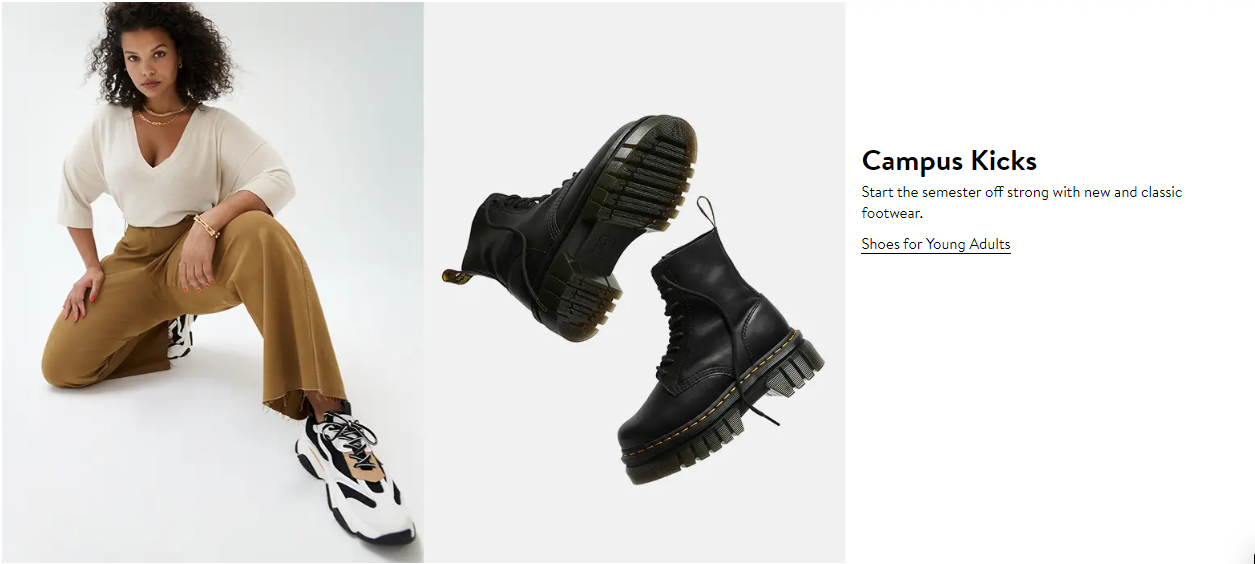 Campus Kicks
Start the semester off strong with new and classic
footwear.
Shoes for Young Adults